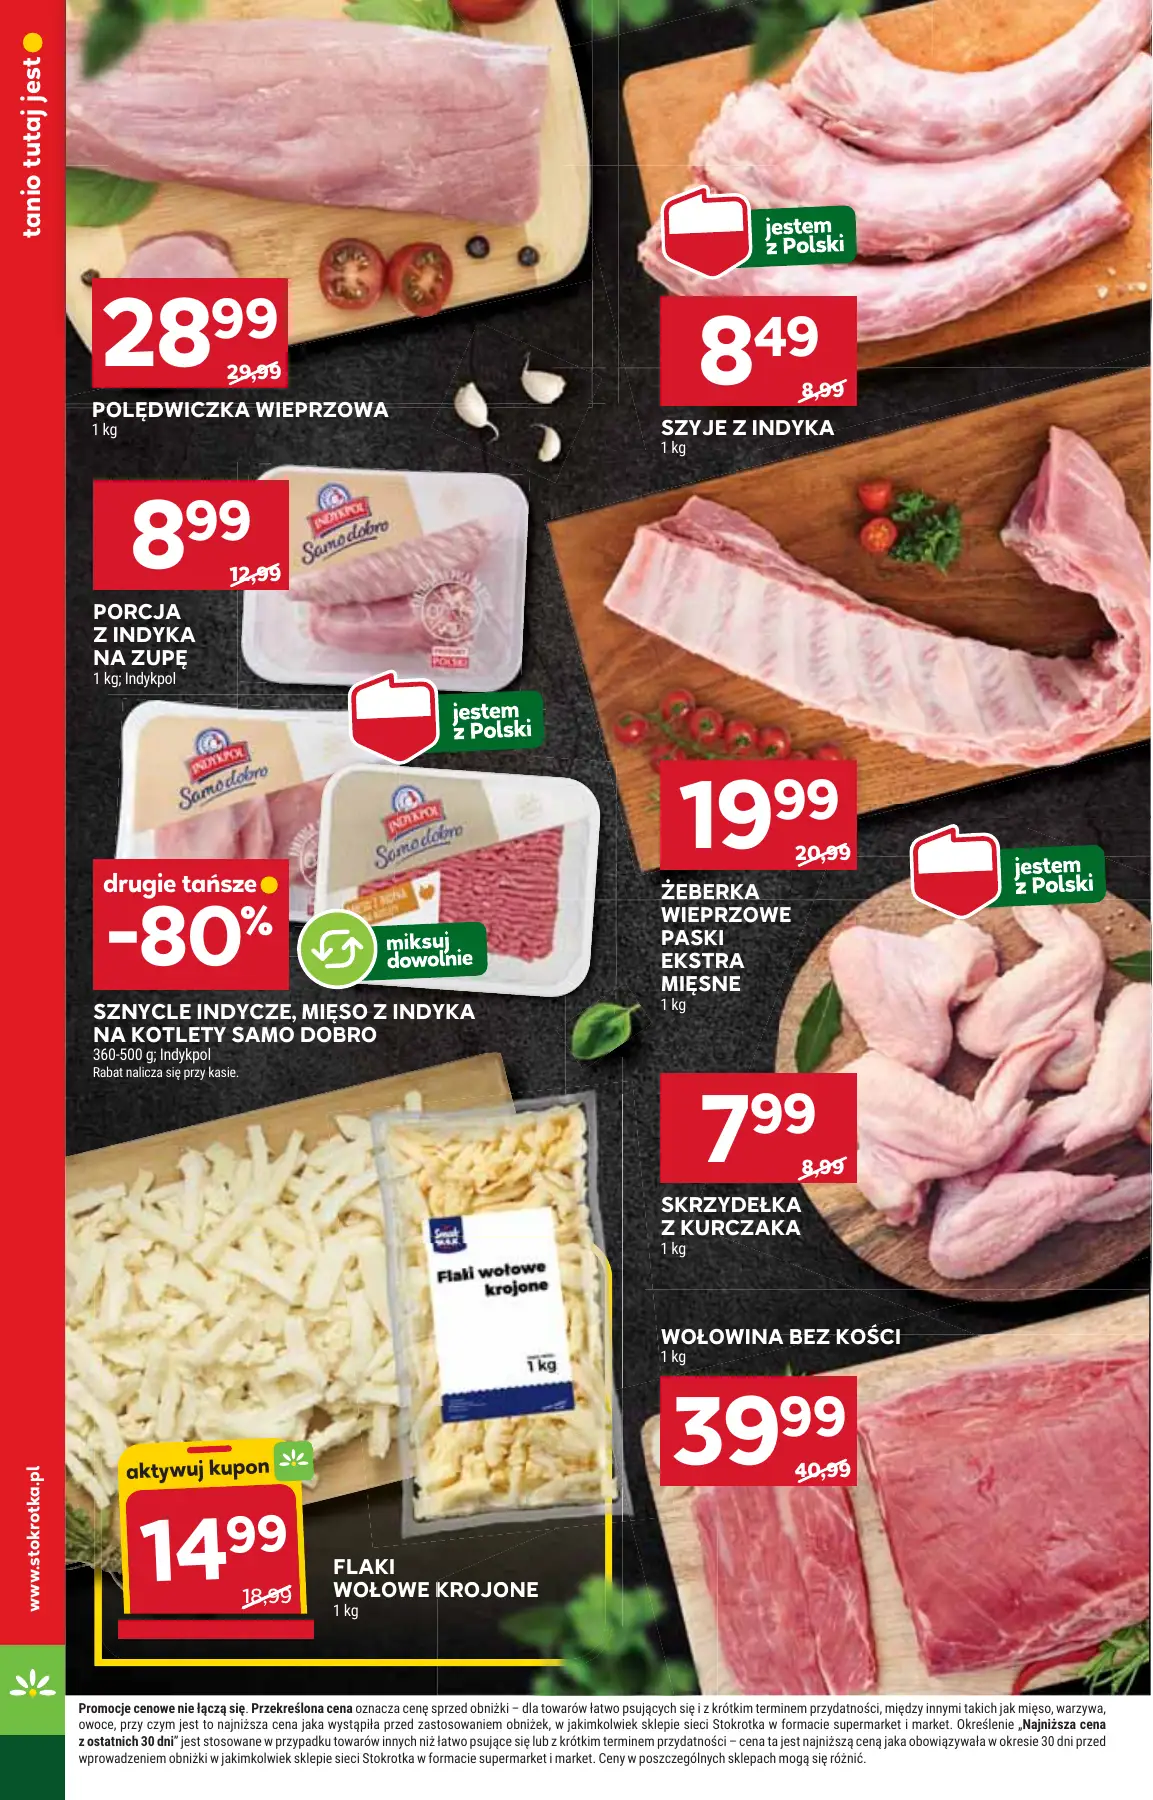 tanio tutaj jest
28 99
29,99
POLĘDWICZKA WIEPRZOWA
1 kg
jestem
z Polski
8 49
8,99
SZYJE Z INDYKA
1 kg
8 99
12,99
PORCJA
Z INDYKA
NA ZUPĘ
1 kg; Indykpol
INDYKPOL
Samo dobro
PRODUKT
POLSKI
jestem
z Polski
INDYKPOL
Samo dobro
INDYKPOL
Samo dobro
drugie tańsze
-80%
miksuj
dowolnie
SZNYCLE INDYCZE, MIĘSO Z INDYKA
NA KOTLETY SAMO DOBRO
360-500 g; Indykpol
Rabat nalicza się przy kasie.
19 99
20,99
ŻEBERKA
WIEPRZOWE
PASKI
EKSTRA
MIĘSNE
1 kg
jestem
z Polski
7 99
8,99
SKRZYDEŁKA
Z KURCZAKA
1 kg
Flaki wołowe
krojone
1 kg
aktywuj kupon
14 99
18,99
FLAKI
WOŁOWE KROJONE
1 kg
WOŁOWINA BEZ KOŚCI
1 kg
39 99
40,99
www.stokrotka.pl
Promocje cenowe nie łączą się. Przekreślona cena oznacza cenę sprzed obniżki – dla towarów łatwo psujących się i z krótkim terminem przydatności, między innymi takich jak mięso, warzywa,
owoce, przy czym jest to najniższa cena jaka wystąpiła przed zastosowaniem obniżek, w jakimkolwiek sklepie sieci Stokrotka w formacie supermarket i market. Określenie „Najniższa cena
z ostatnich 30 dni” jest stosowane w przypadku towarów innych niż łatwo psujące się lub z krótkim terminem przydatności – cena ta jest najniższą ceną jaka obowiązywała w okresie 30 dni przed
wprowadzeniem obniżki w jakimkolwiek sklepie sieci Stokrotka w formacie supermarket i market. Ceny w poszczególnych sklepach mogą się różnić.